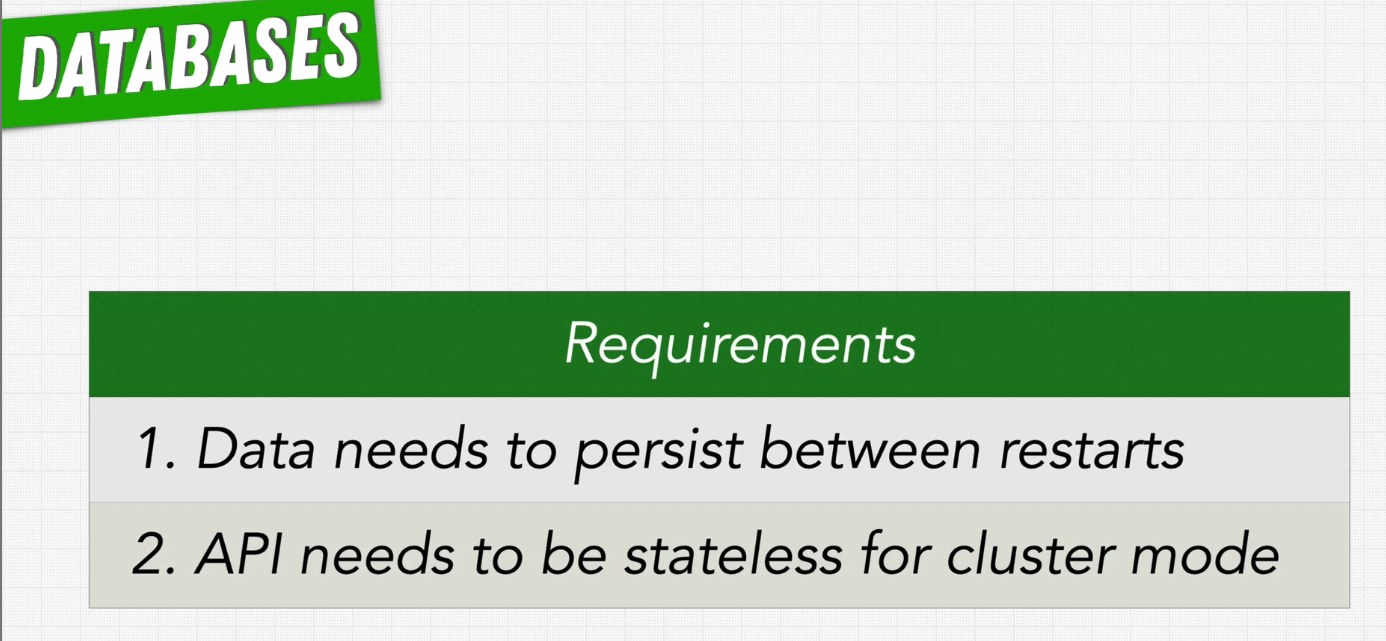 DATABASES
Requirements
1. Data needs to persist between restarts
2. API needs to be stateless for cluster mode